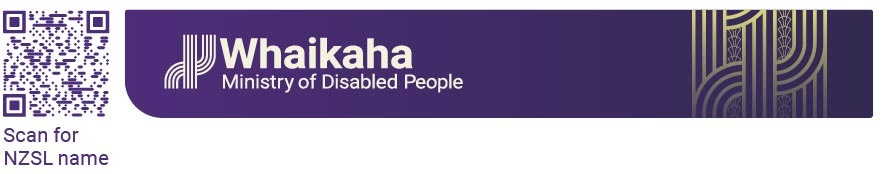 Whaikaha
Ministry of Disabled People
Scan for
NZSL name